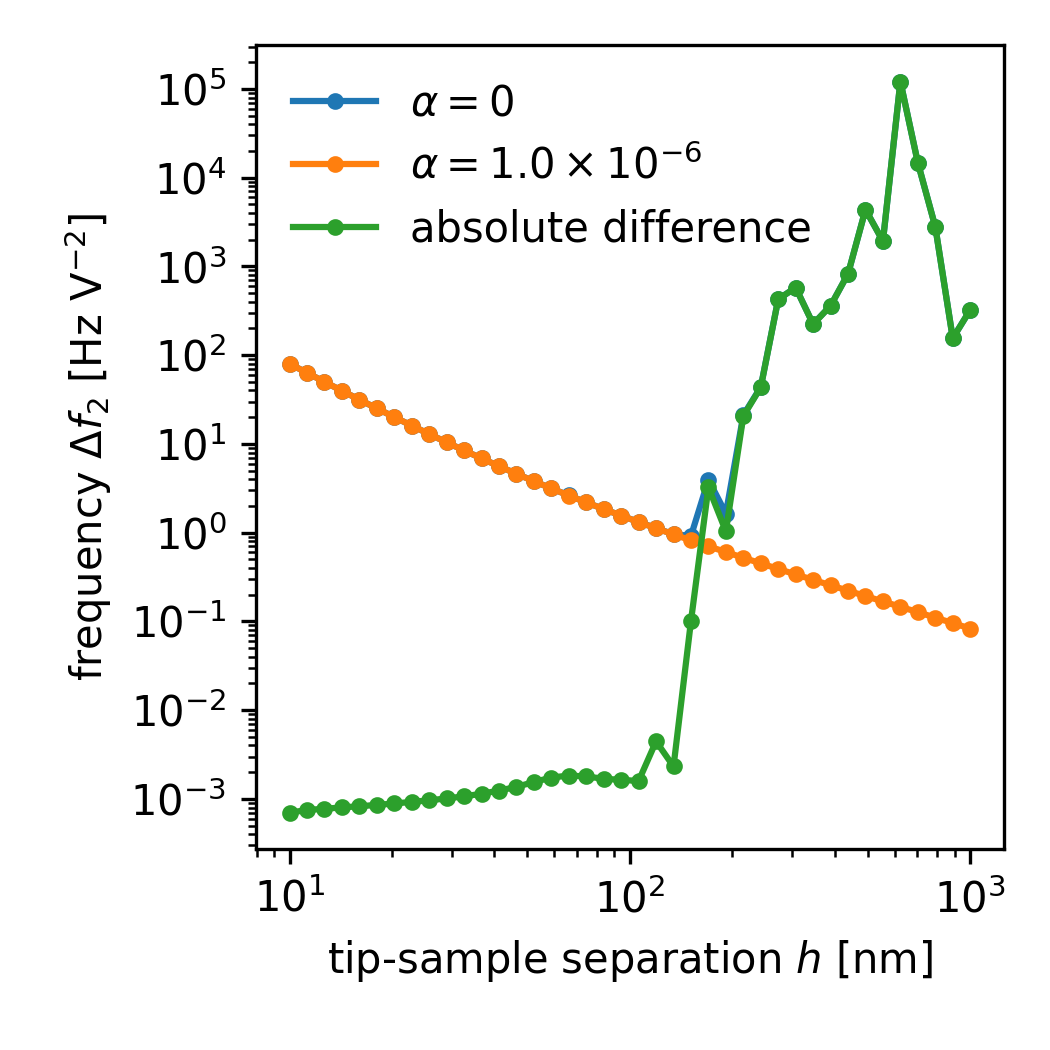 frequency Δf₂ [Hz V⁻²]
10⁵
10⁴
10³
10²
10¹
10⁰
10⁻¹
10⁻²
10⁻³
α = 0
α = 1.0 × 10⁻⁶
absolute difference
10¹ 10² 10³
tip-sample separation h [nm]